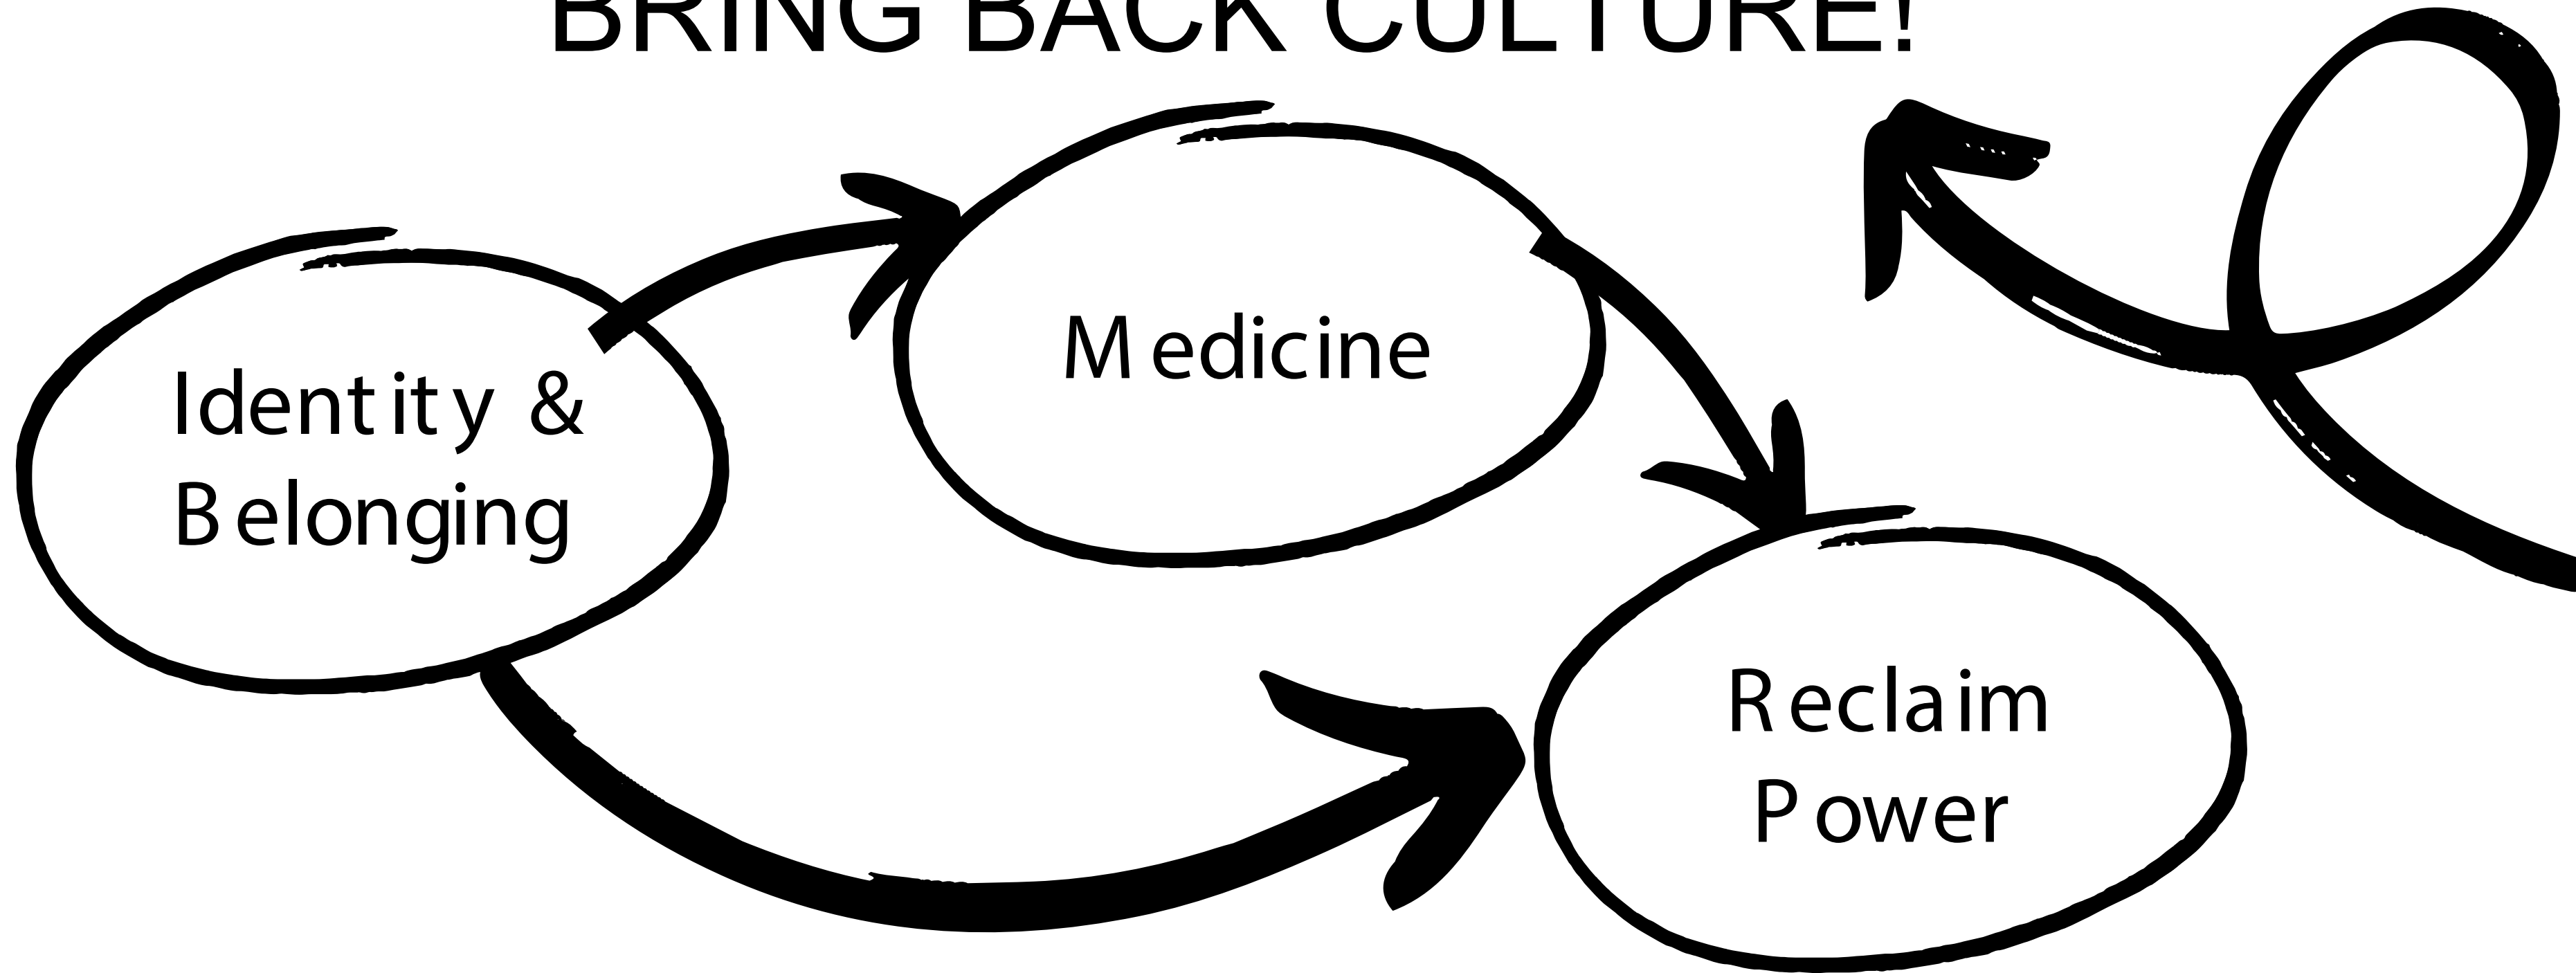 BRING BACK CULTURE!
Medicine
Identity &
Belonging
Reclaim
Power